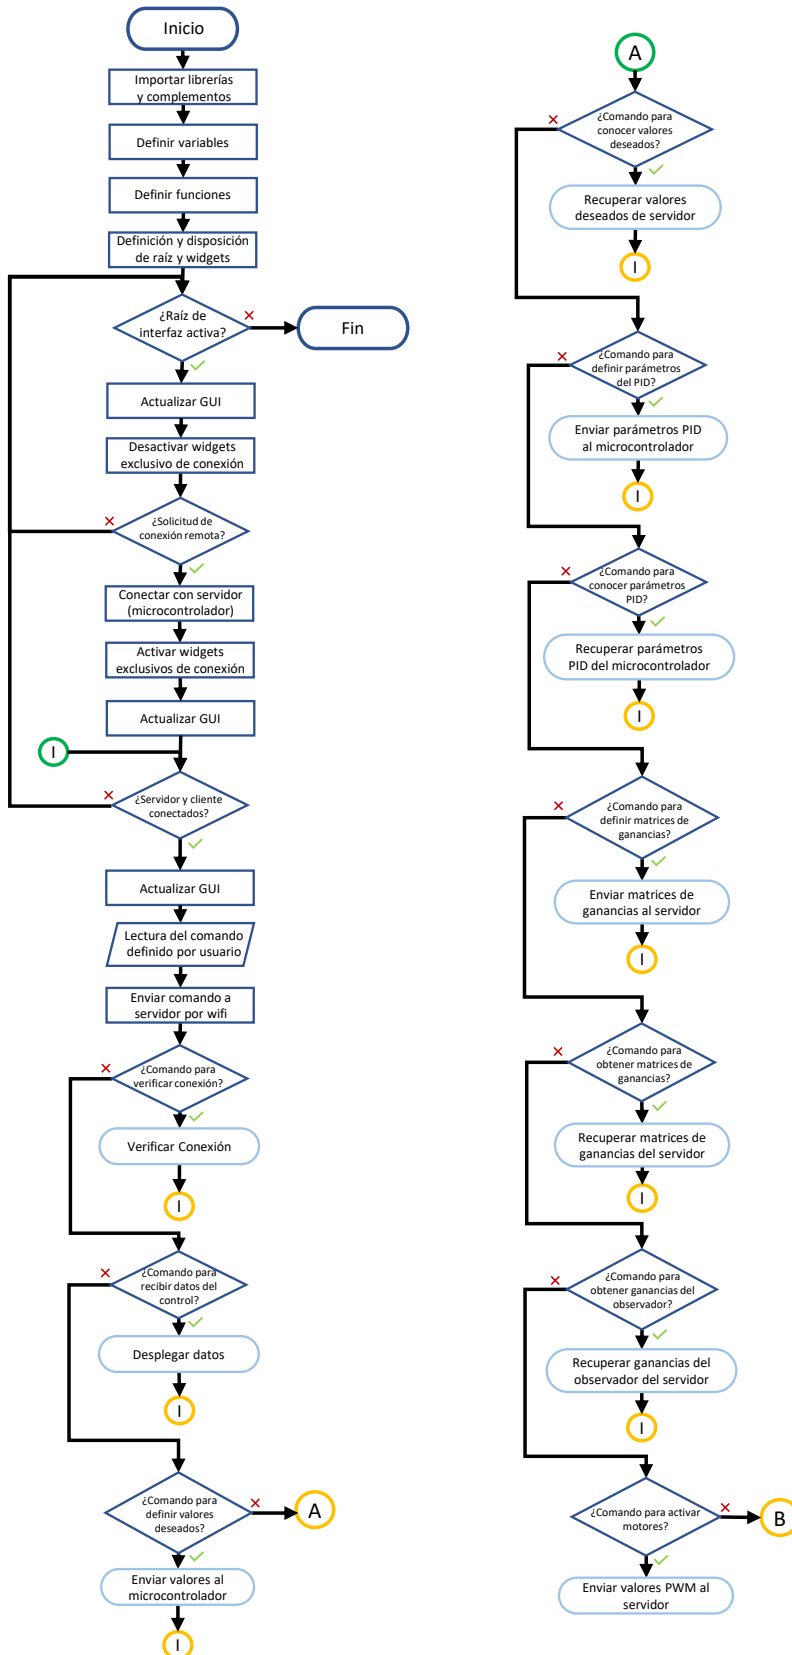 Inicio
Importar librerías
y complementos
Definir variables
Definir funciones
Definición y disposición
de raíz y widgets
¿Raíz de
interfaz activa?
Fin
Actualizar GUI
Desactivar widgets
exclusivo de conexión
¿Solicitud de
conexión remota?
Conectar con servidor
(microcontrolador)
Activar widgets
exclusivos de conexión
Actualizar GUI
I
¿Servidor y cliente
conectados?
Actualizar GUI
Lectura del comando
definido por usuario
Enviar comando a
servidor por wifi
¿Comando para
verificar conexión?
Verificar Conexión
I
¿Comando para
recibir datos del
control?
Desplegar datos
I
¿Comando para
definir valores
deseados?
A
Enviar valores al
microcontrolador
I
A
¿Comando para
conocer valores
deseados?
Recuperar valores
deseados de servidor
I
¿Comando para
definir parámetros
del PID?
Enviar parámetros PID
al microcontrolador
I
¿Comando para
conocer parámetros
PID?
Recuperar parámetros
PID del microcontrolador
I
¿Comando para
definir matrices de
ganancias?
Enviar matrices de
ganancias al servidor
I
¿Comando para
obtener matrices de
ganancias?
Recuperar matrices de
ganancias del servidor
I
¿Comando para
obtener ganancias del
observador?
Recuperar ganancias del
observador del servidor
I
¿Comando para activar
motores?
B
Enviar valores PWM al
servidor